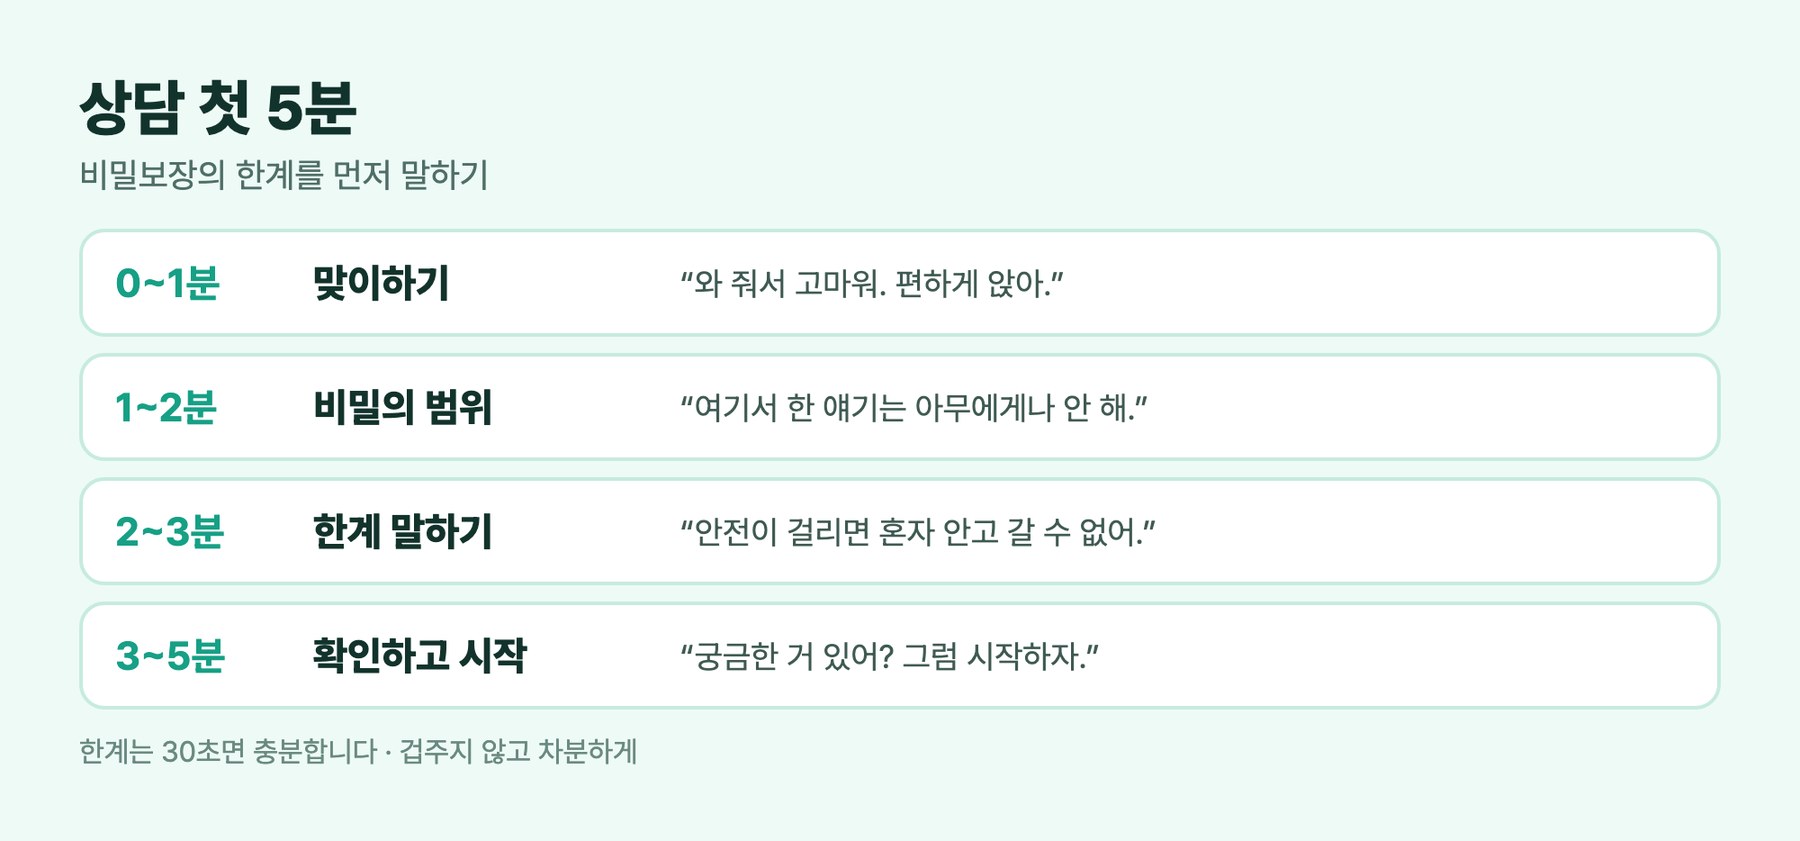 상담 첫 5분
비밀보장의 한계를 먼저 말하기
0~1분 맞이하기 “와 줘서 고마워. 편하게 앉아.”
1~2분 비밀의 범위 “여기서 한 얘기는 아무에게나 안 해.”
2~3분 한계 말하기 “안전이 걸리면 혼자 안고 갈 수 없어.”
3~5분 확인하고 시작 “궁금한 거 있어? 그럼 시작하자.”
한계는 30초면 충분합니다 · 겁주지 않고 차분하게